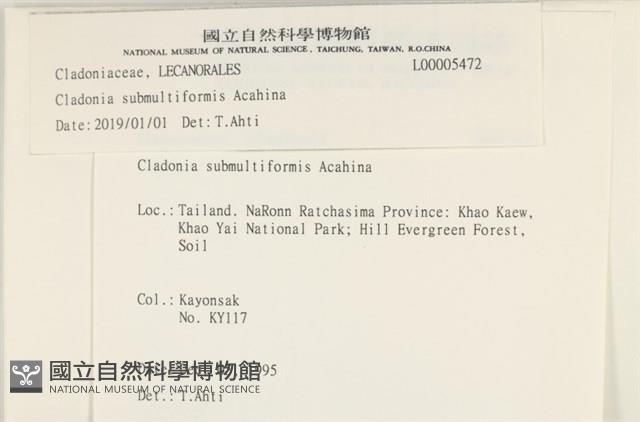 國立自然科學博物館
NATIONAL MUSEUM OF NATURAL SCIENCE, TAICHUNG, TAIWAN, R.O.CHINA
Cladoniaceae, LECANORALES L00005472
Cladonia submultiformis Acahina
Date:2019/01/01 Det:T.Ahti
Cladonia submultiformis Acahina
Loc.:Tailand. NaRonn Ratchasima Province: Khao Kaew,
Khao Yai National Park; Hill Evergreen Forest,
Soil
Col.:Kayonsak
No. KY117
國立自然科學博物館
NATIONAL MUSEUM OF NATURAL SCIENCE
Det.:T.Ahti